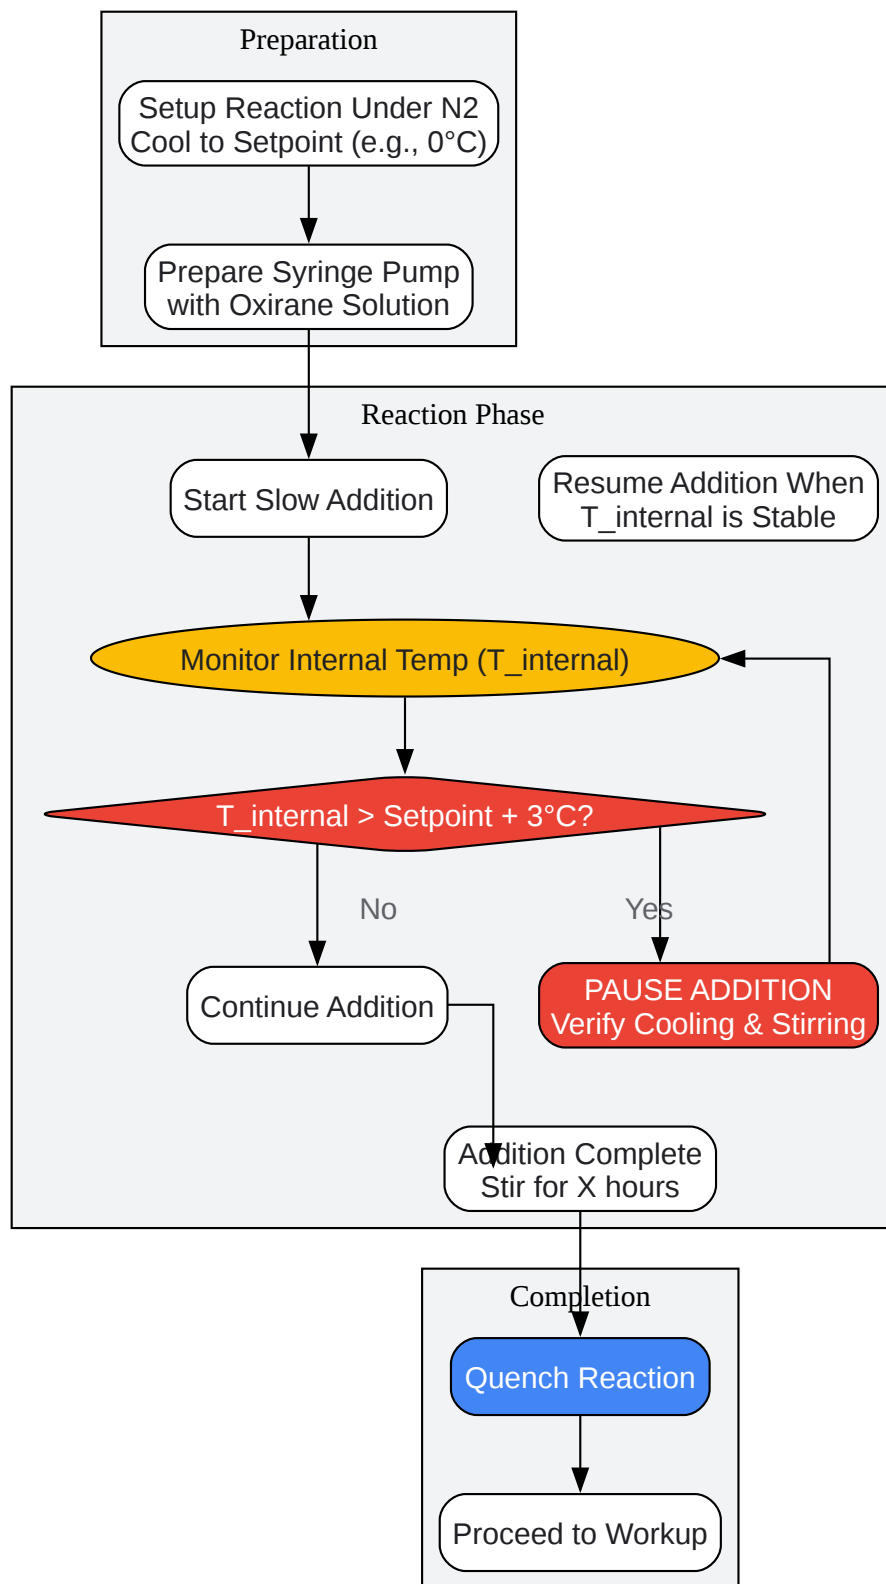 Preparation
Setup Reaction Under N2
Cool to Setpoint (e.g., 0°C)
Prepare Syringe Pump
with Oxirane Solution
Reaction Phase
Start Slow Addition
Resume Addition When
T_internal is Stable
Monitor Internal Temp (T_internal)
T_internal > Setpoint + 3°C?
No
Yes
Continue Addition
PAUSE ADDITION
Verify Cooling & Stirring
Addition Complete
Stir for X hours
Completion
Quench Reaction
Proceed to Workup